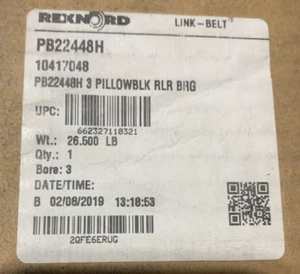 REXNORD LINK-BELT
PB22448H
10417048
PB22448H 3 PILLOWBLK RLR BRG
UPC:
662327110321
Wt.: 26.500 LB
Qty.: 1
Bore: 3
DATE/TIME:
B 02/08/2019 13:18:53
2QFE6ERUG